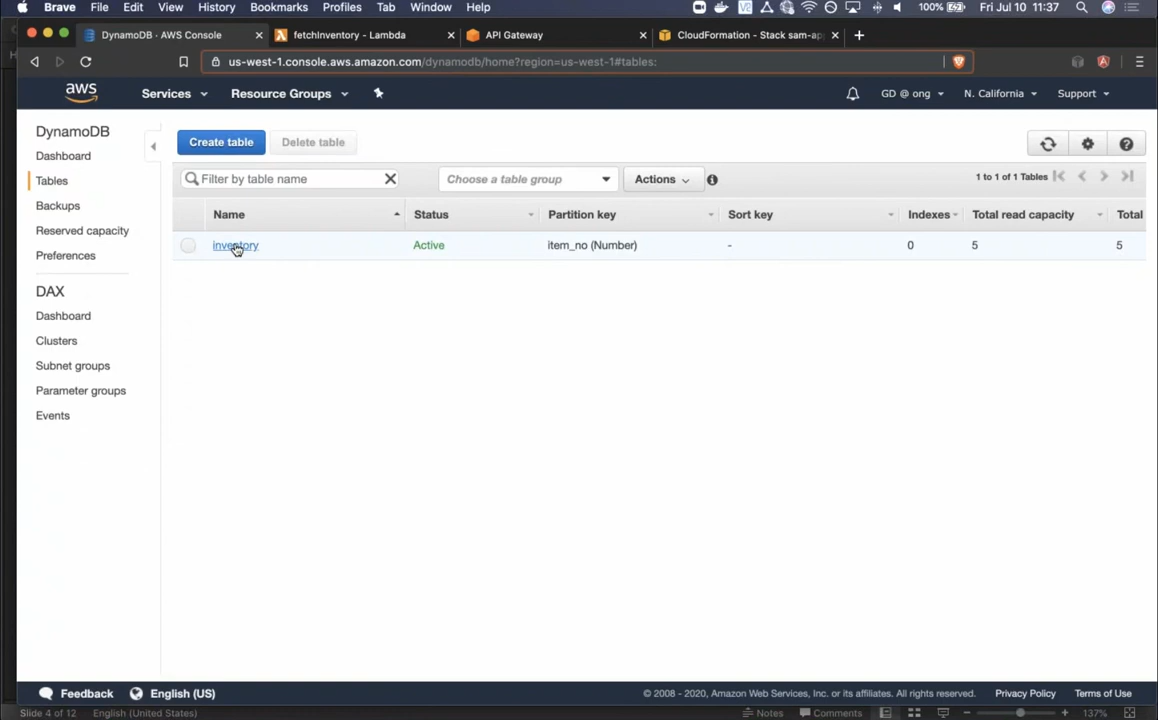 Brave File Edit View History Bookmarks Profiles Tab Window Help 100% Fri Jul 10 11:37
DynamoDB · AWS Console fetchInventory – Lambda API Gateway CloudFormation – Stack sam-ap
us-west-1.console.aws.amazon.com/dynamodb/home?region=us-west-1#tables:
aws Services Resource Groups GD @ ong N. California Support
DynamoDB
Dashboard
Tables
Backups
Reserved capacity
Preferences
DAX
Dashboard
Clusters
Subnet groups
Parameter groups
Events
Create table Delete table
Filter by table name Choose a table group Actions 1 to 1 of 1 Tables
Name Status Partition key Sort key Indexes Total read capacity Total
inventory Active item_no (Number) - 0 5 5
Feedback English (US) © 2008 - 2020, Amazon Web Services, Inc. or its affiliates. All rights reserved. Privacy Policy Terms of Use
Slide 4 of 12 English (United States) Notes Comments 137%